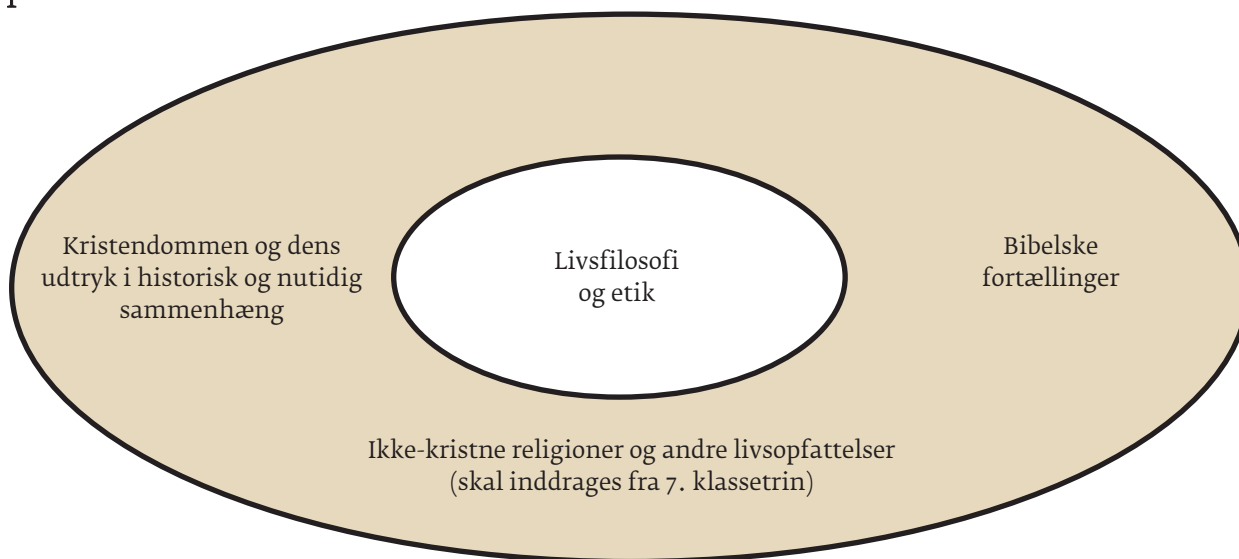 Kristendommen og dens
udtryk i historisk og nutidig
sammenhæng
Livsfilosofi
og etik
Bibelske
fortællinger
Ikke-kristne religioner og andre livsopfattelser
(skal inddrages fra 7. klassetrin)